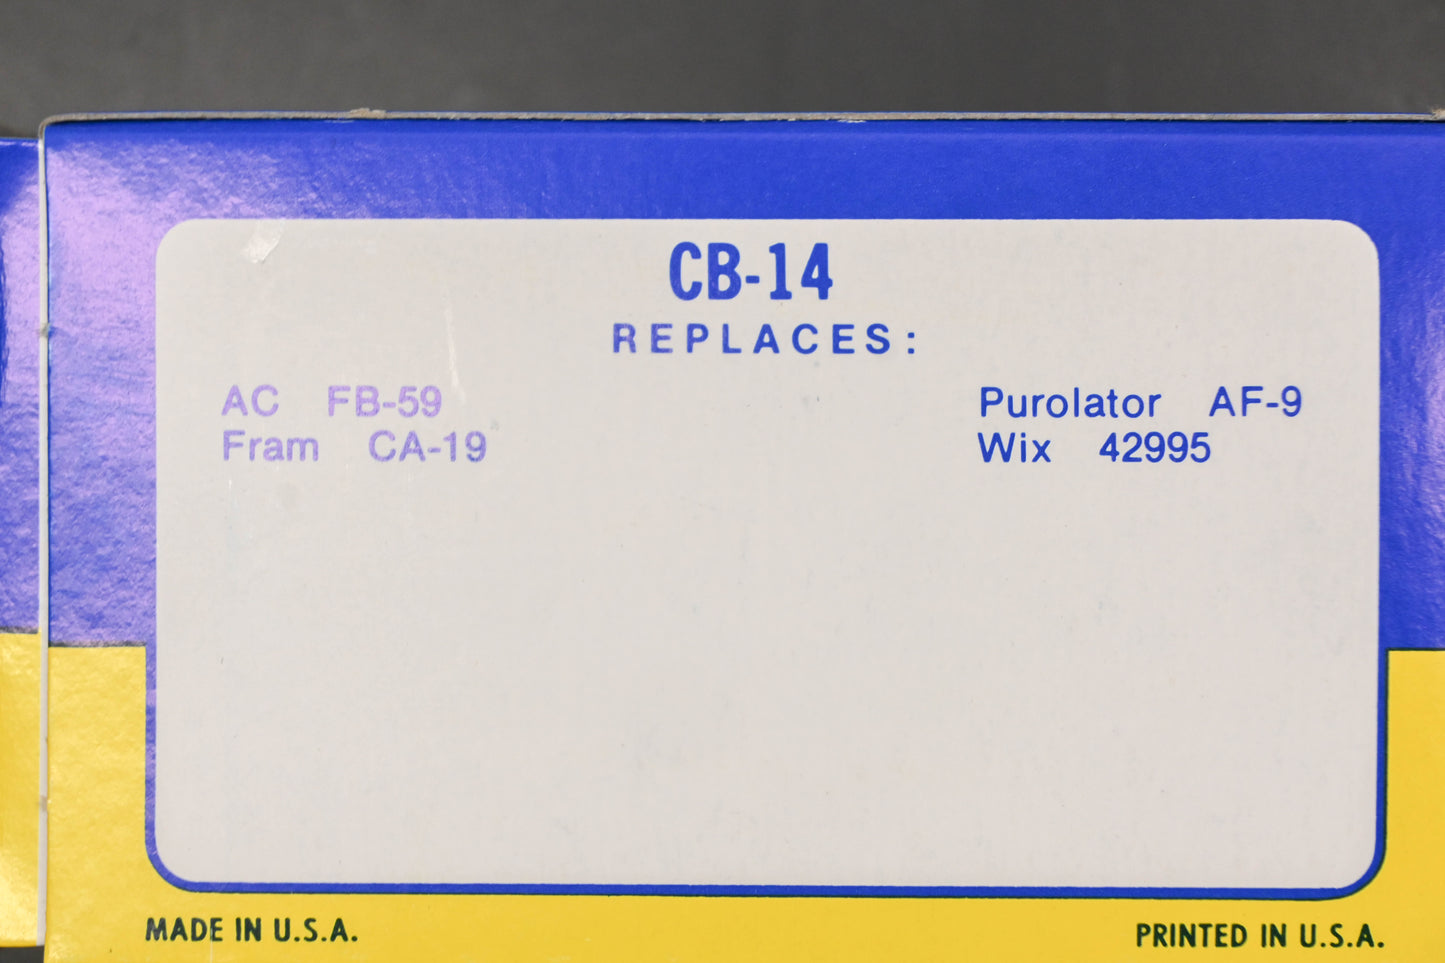 CB-14
REPLACES:
AC FB-59
Fram CA-19
Purolator AF-9
Wix 42995
MADE IN U.S.A.
PRINTED IN U.S.A.